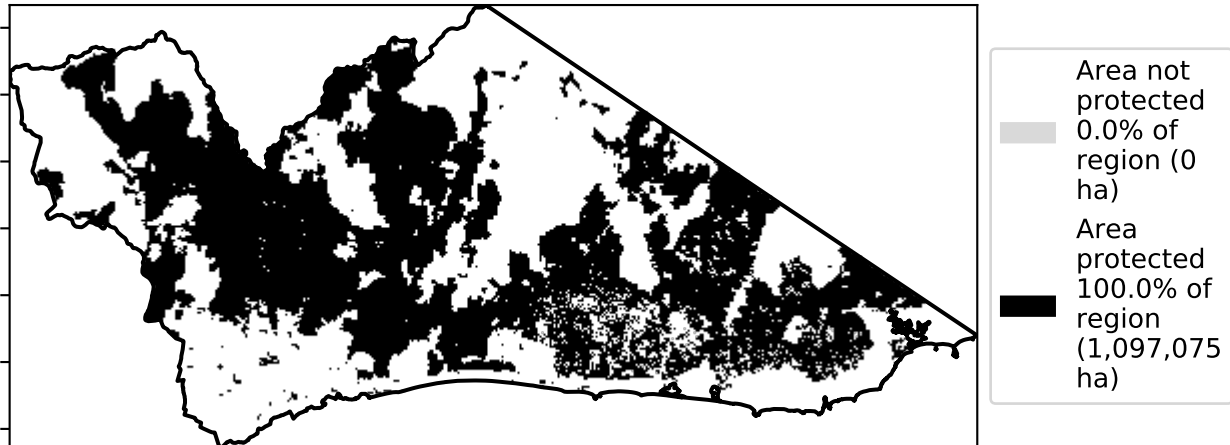 Area not
protected
0.0% of
region (0
ha)
Area
protected
100.0% of
region
(1,097,075
ha)